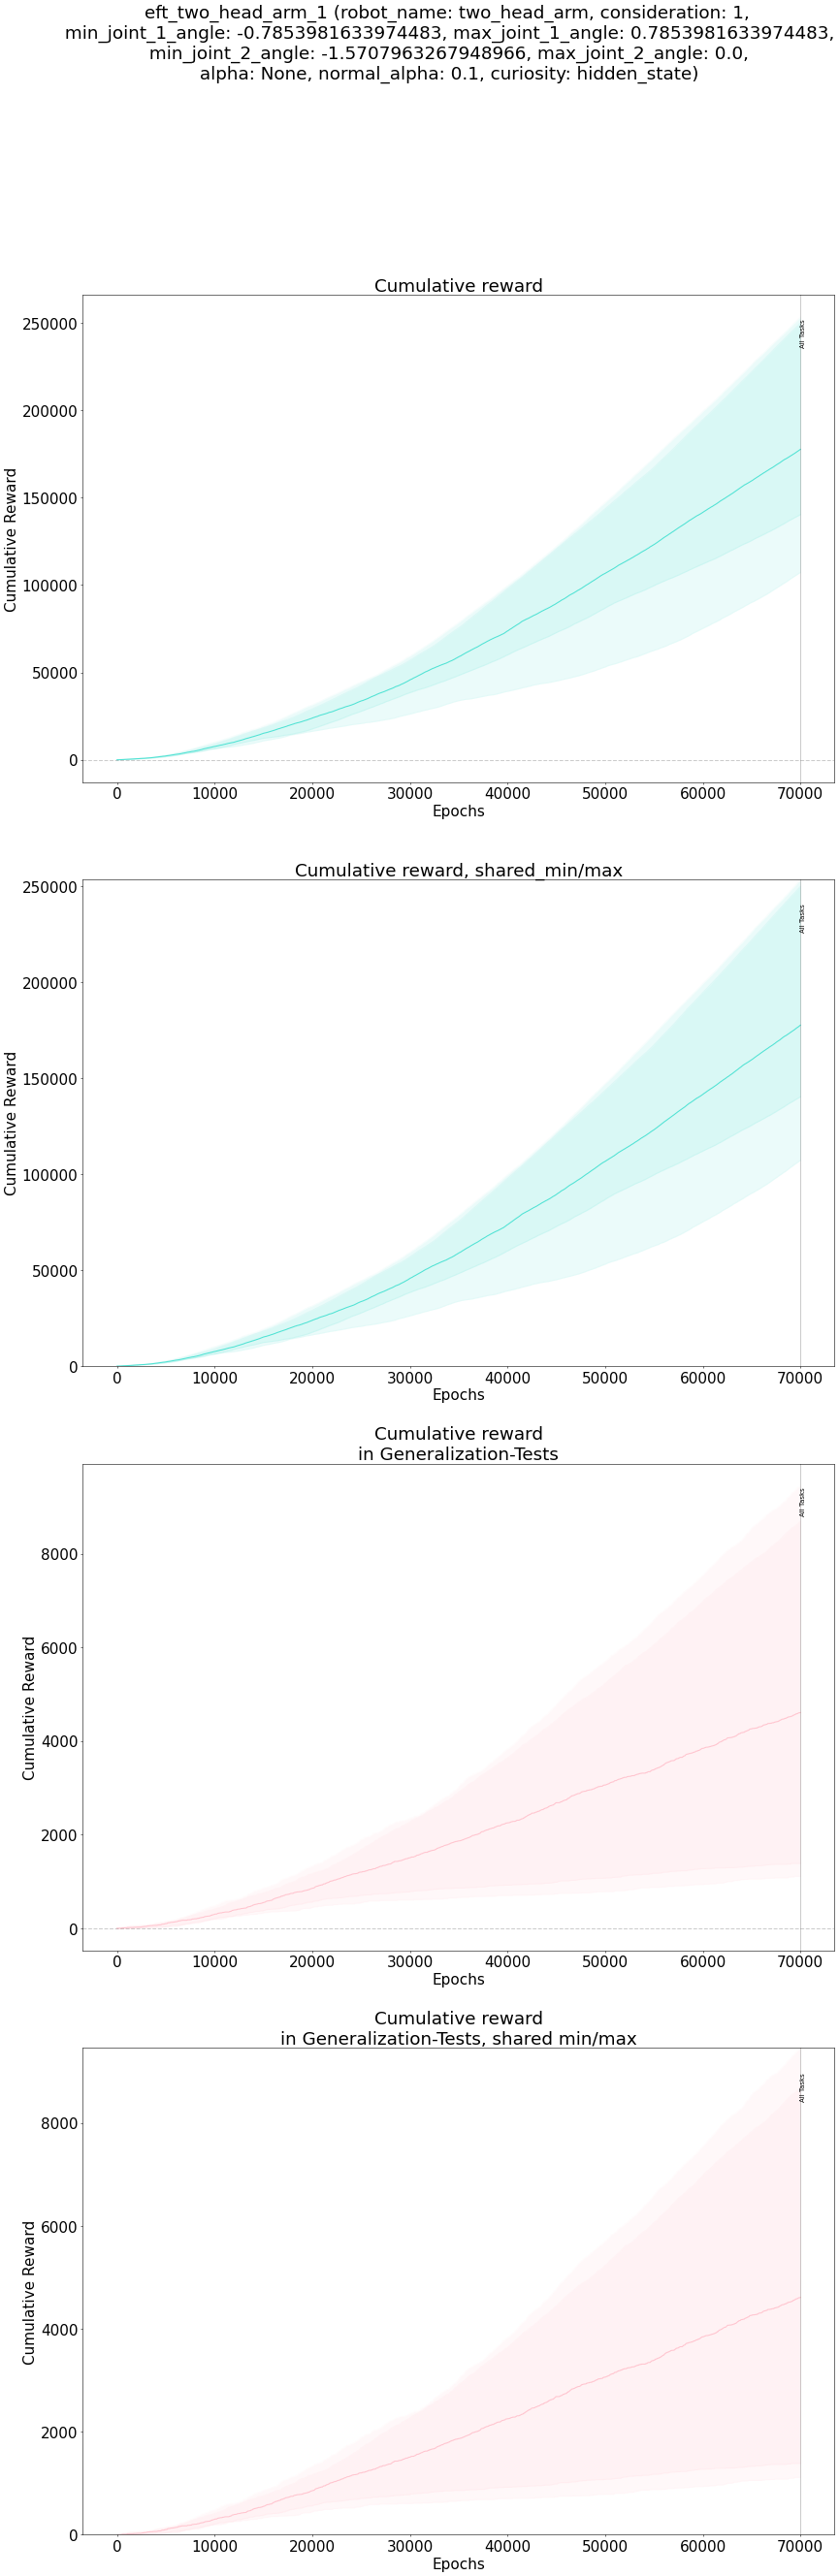 eft_two_head_arm_1 (robot_name: two_head_arm, consideration: 1,
min_joint_1_angle: -0.7853981633974483, max_joint_1_angle: 0.7853981633974483,
min_joint_2_angle: -1.5707963267948966, max_joint_2_angle: 0.0,
alpha: None, normal_alpha: 0.1, curiosity: hidden_state)
Cumulative reward
Cumulative Reward
250000
200000
150000
100000
50000
0
All Tasks
0 10000 20000 30000 40000 50000 60000 70000
Epochs
Cumulative reward, shared_min/max
Cumulative Reward
250000
200000
150000
100000
50000
0
All Tasks
0 10000 20000 30000 40000 50000 60000 70000
Epochs
Cumulative reward
in Generalization-Tests
Cumulative Reward
8000
6000
4000
2000
0
All Tasks
0 10000 20000 30000 40000 50000 60000 70000
Epochs
Cumulative reward
in Generalization-Tests, shared min/max
Cumulative Reward
8000
6000
4000
2000
0
All Tasks
0 10000 20000 30000 40000 50000 60000 70000
Epochs